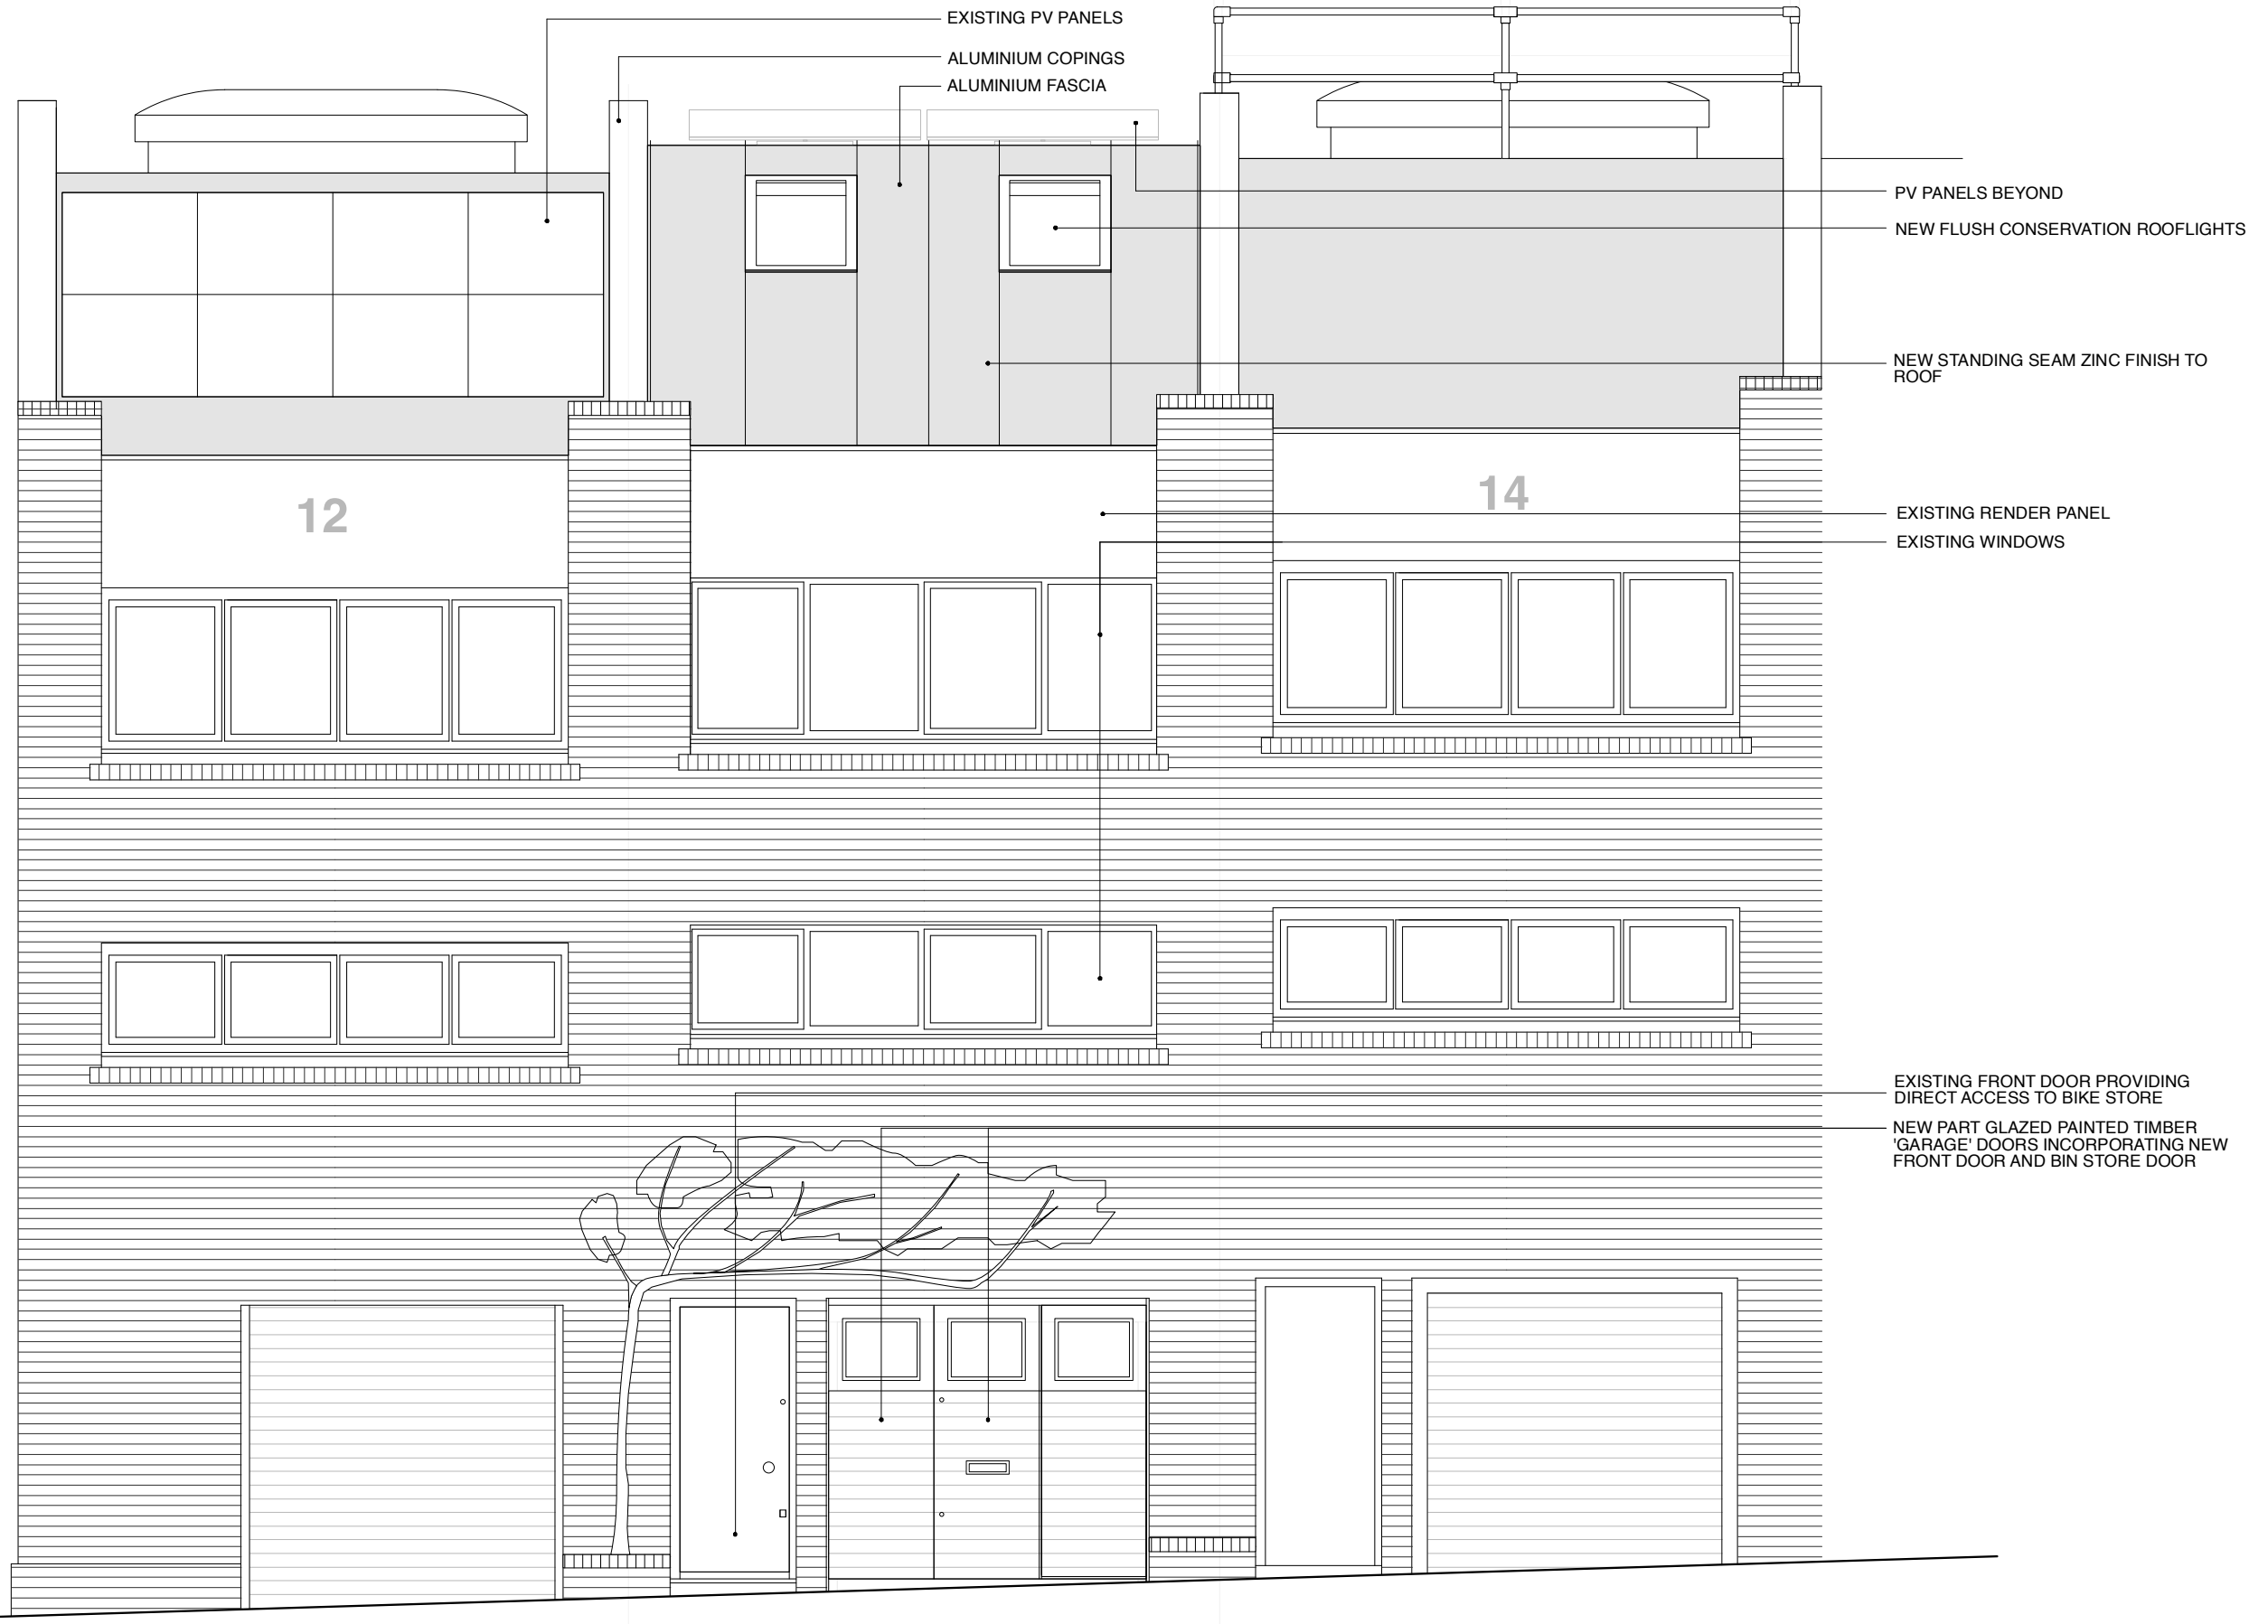 EXISTING PV PANELS
ALUMINIUM COPINGS
ALUMINIUM FASCIA
PV PANELS BEYOND
NEW FLUSH CONSERVATION ROOFLIGHTS
NEW STANDING SEAM ZINC FINISH TO
ROOF
12
14
EXISTING RENDER PANEL
EXISTING WINDOWS
EXISTING FRONT DOOR PROVIDING
DIRECT ACCESS TO BIKE STORE
NEW PART GLAZED PAINTED TIMBER
'GARAGE' DOORS INCORPORATING NEW
FRONT DOOR AND BIN STORE DOOR